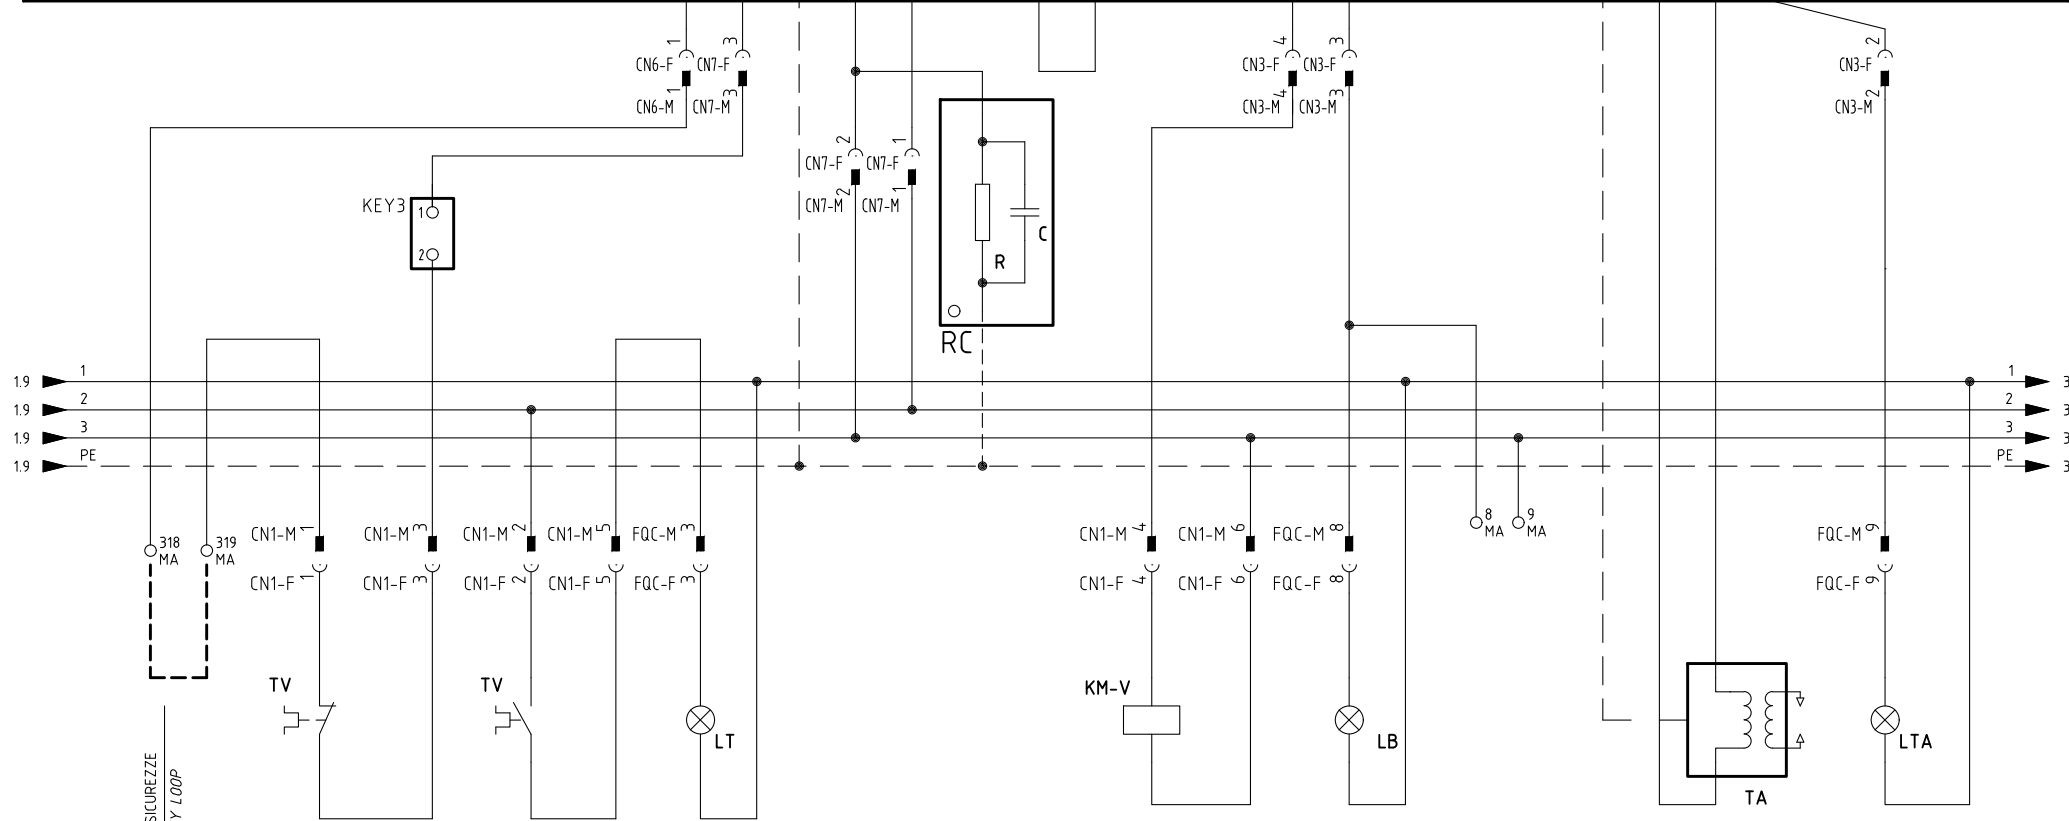 1 3 4 3 2
CN6-F CN7-F CN3-F CN3-F CN3-F
1 3 4 3 2
CN6-M CN7-M CN3-M CN3-M CN3-M
2 1
CN7-F CN7-F
2 1
CN7-M CN7-M
KEY3 1
2
C
R
RC
1.9 1 1 3
1.9 2 2 3
1.9 3 3 3
1.9 PE PE 3
8 9
MA MA
318 319
MA MA
CN1-M 1 CN1-M 3 CN1-M 2 CN1-M 5 FQC-M 3 CN1-M 4 CN1-M 6 FQC-M 8 FQC-M 9
CN1-F 1 CN1-F 3 CN1-F 2 CN1-F 5 FQC-F 3 CN1-F 4 CN1-F 6 FQC-F 8 FQC-F 9
TV TV KM-V
LT LB LTA
TA
SICUREZZE
Y LOOP